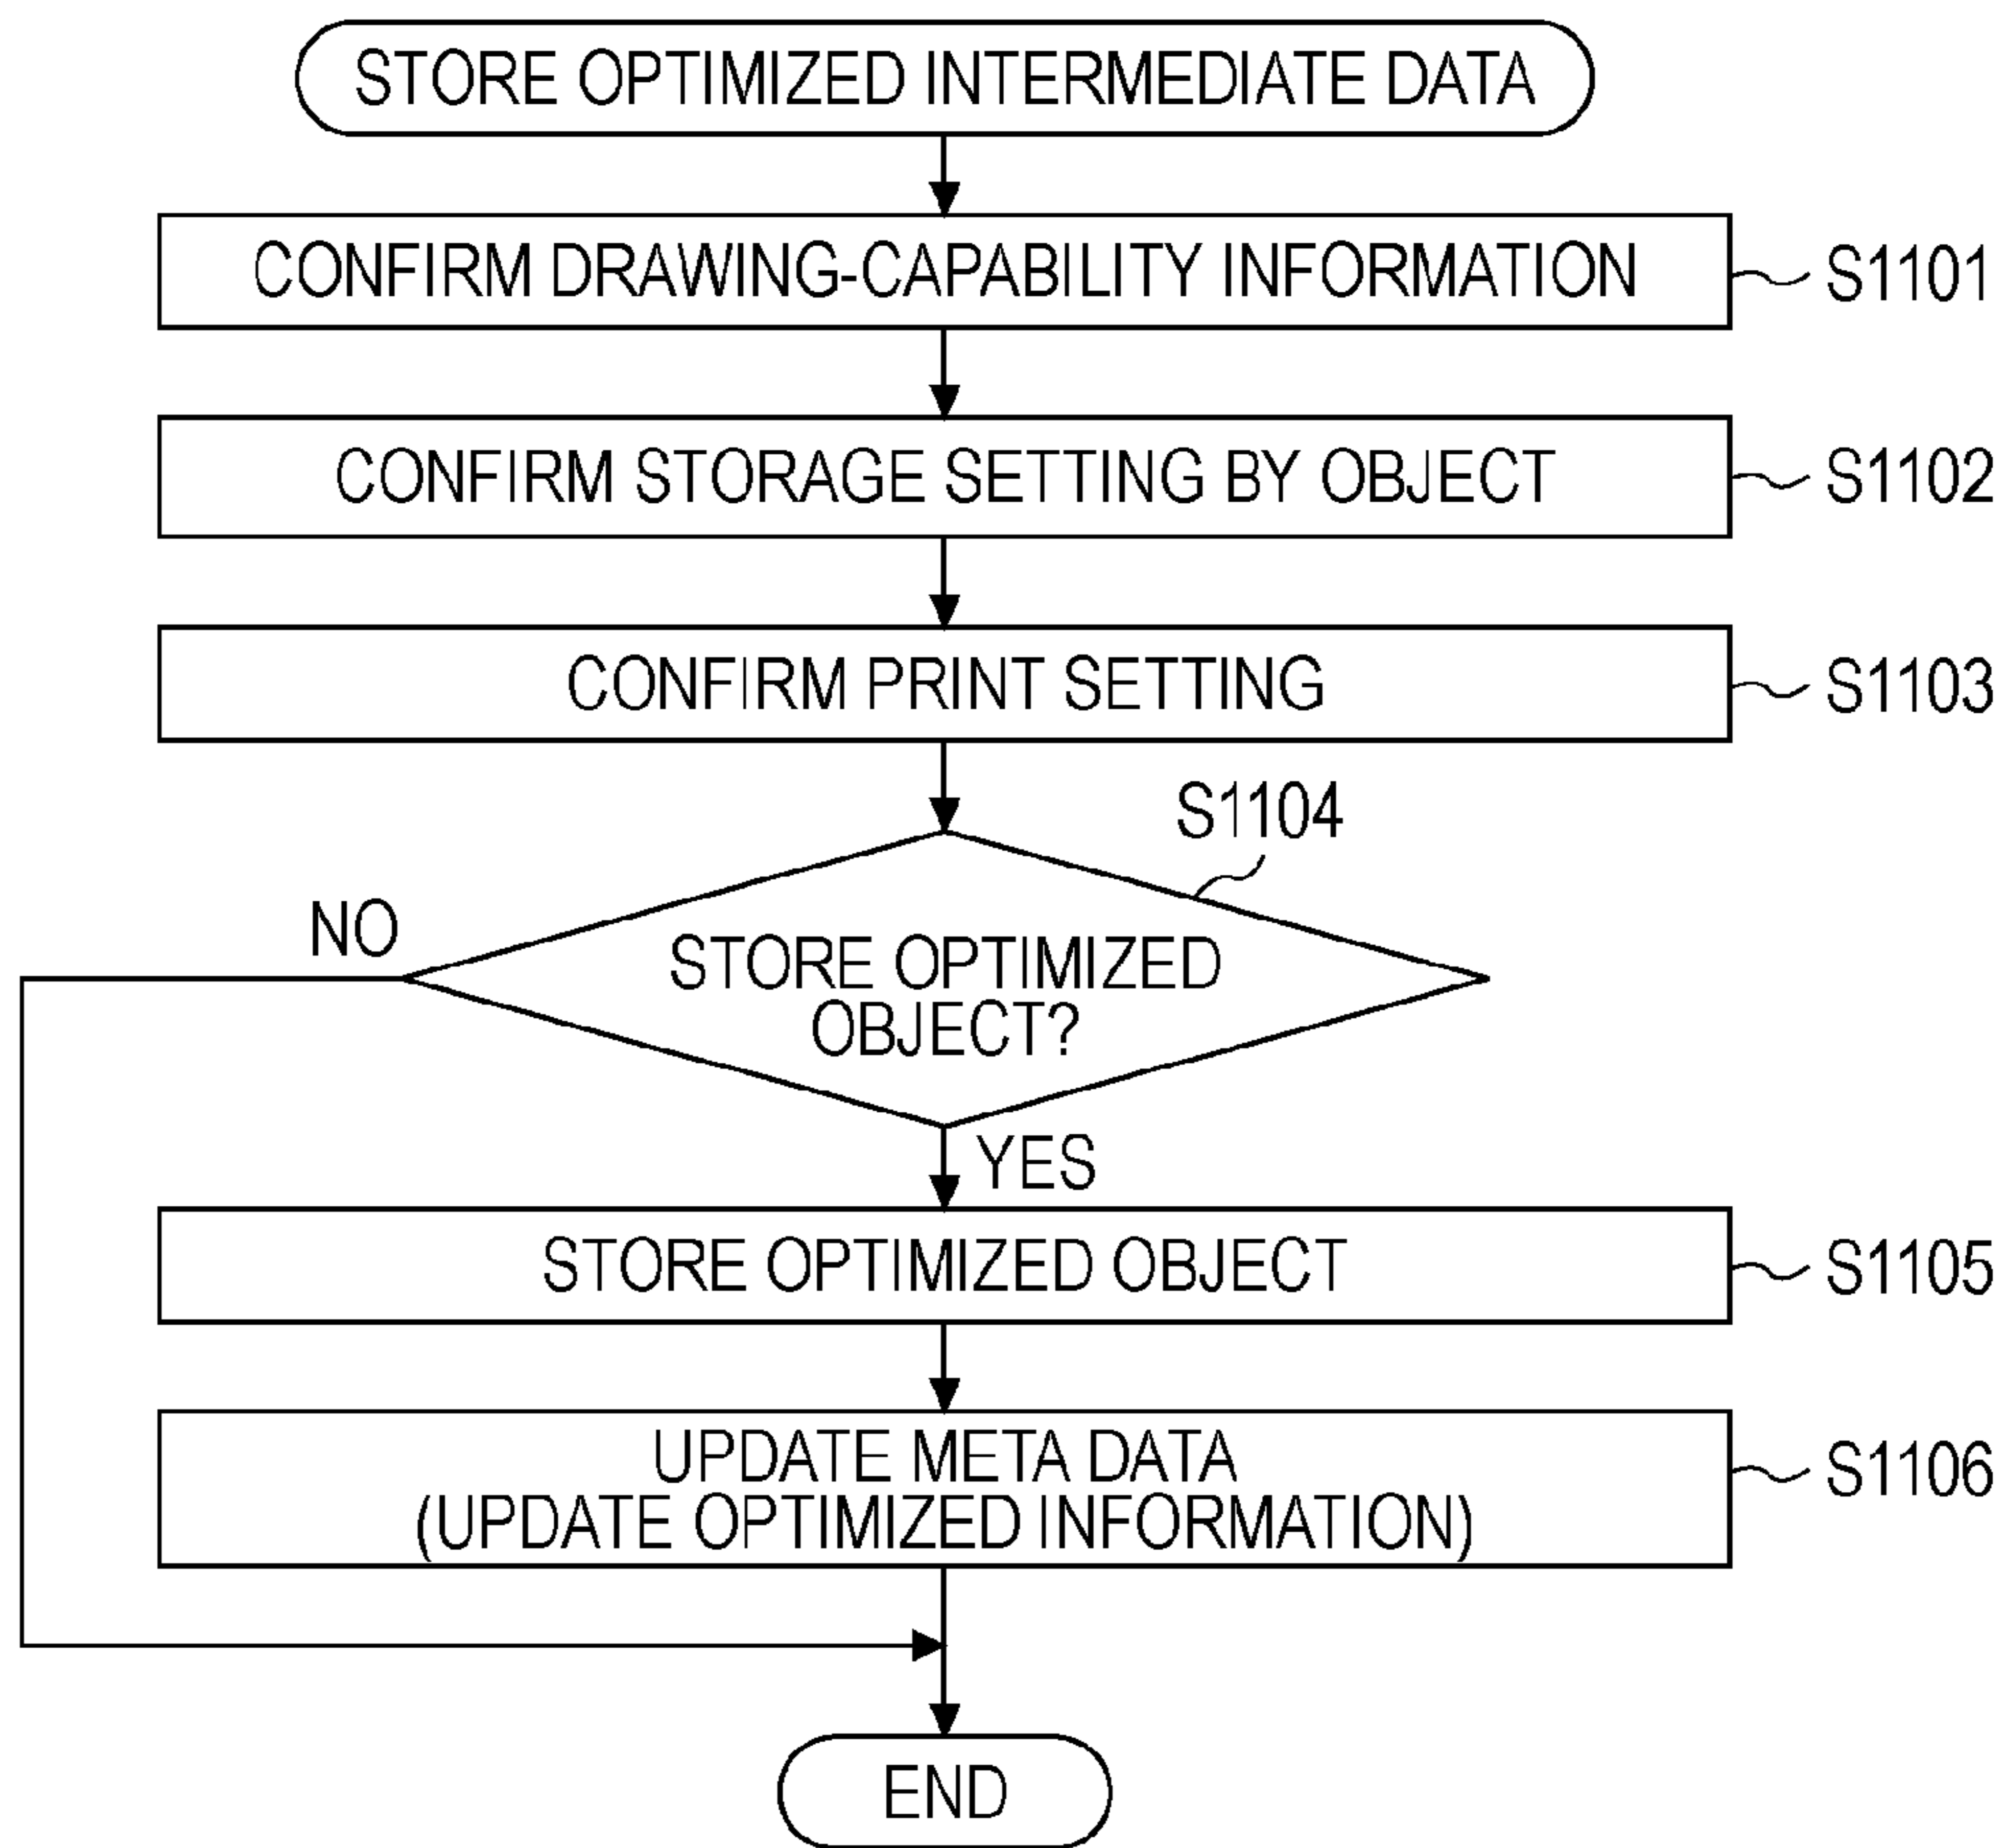 STORE OPTIMIZED INTERMEDIATE DATA
CONFIRM DRAWING-CAPABILITY INFORMATION
S1101
CONFIRM STORAGE SETTING BY OBJECT
S1102
CONFIRM PRINT SETTING
S1103
S1104
NO
STORE OPTIMIZED
OBJECT?
YES
STORE OPTIMIZED OBJECT
S1105
UPDATE META DATA
(UPDATE OPTIMIZED INFORMATION)
S1106
END